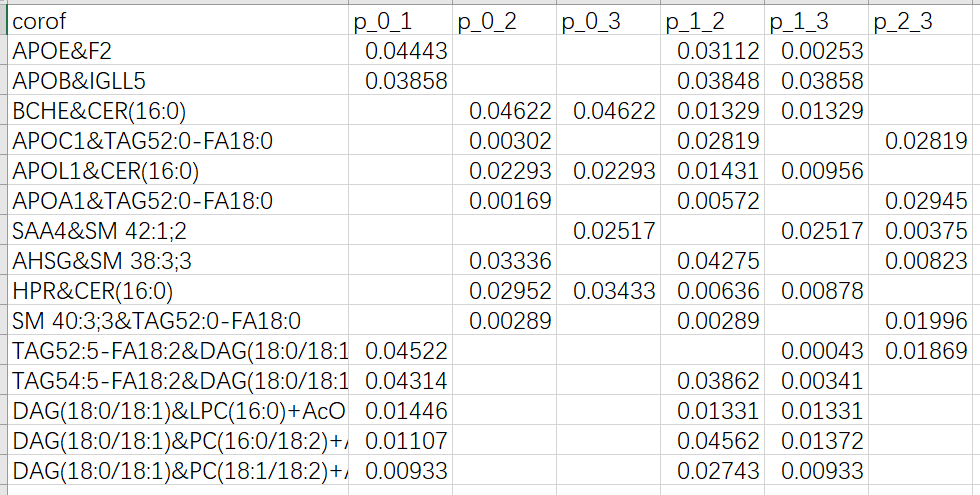 corof p_0_1 p_0_2 p_0_3 p_1_2 p_1_3 p_2_3
APOE&F2 0.04443 0.03112 0.00253
APOB&IGLL5 0.03858 0.03848 0.03858
BCHE&CER(16:0) 0.04622 0.04622 0.01329 0.01329
APOC1&TAG52:0-FA18:0 0.00302 0.02819 0.02819
APOL1&CER(16:0) 0.02293 0.02293 0.01431 0.00956
APOA1&TAG52:0-FA18:0 0.00169 0.00572 0.02945
SAA4&SM 42:1;2 0.02517 0.02517 0.00375
AHSG&SM 38:3;3 0.03336 0.04275 0.00823
HPR&CER(16:0) 0.02952 0.03433 0.00636 0.00878
SM 40:3;3&TAG52:0-FA18:0 0.00289 0.00289 0.01996
TAG52:5-FA18:2&DAG(18:0/18:1 0.04522 0.00043 0.01869
TAG54:5-FA18:2&DAG(18:0/18:1 0.04314 0.03862 0.00341
DAG(18:0/18:1)&LPC(16:0)+AcO 0.01446 0.01331 0.01331
DAG(18:0/18:1)&PC(16:0/18:2)+ 0.01107 0.04562 0.01372
DAG(18:0/18:1)&PC(18:1/18:2)+ 0.00933 0.02743 0.00933